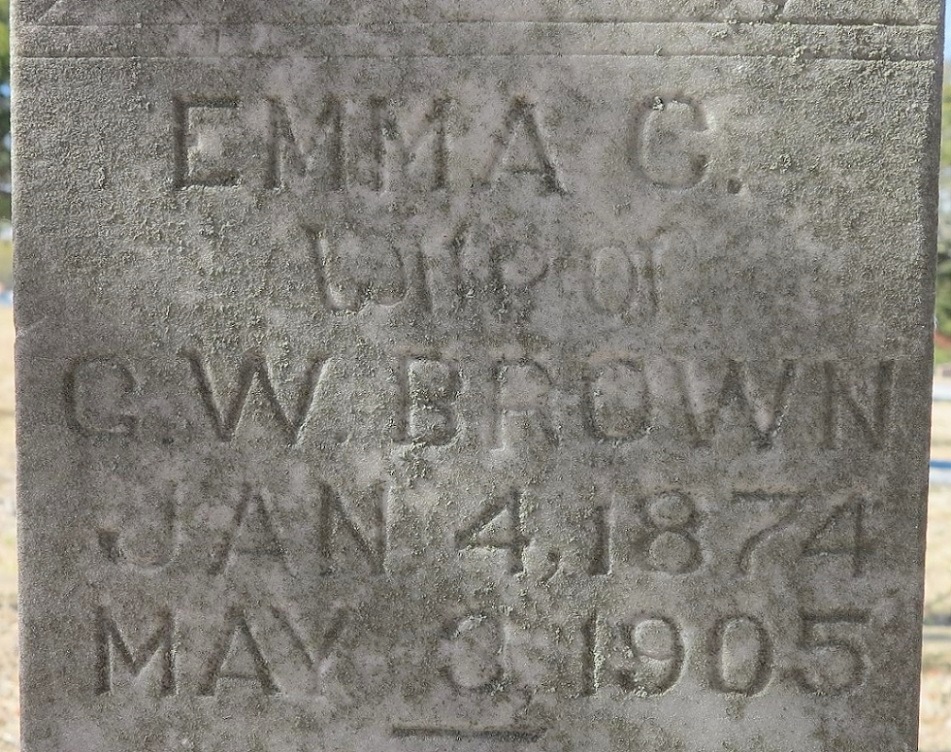 EMMA C.
Wife of
G.W. BROWN
JAN 4, 1874
MAY 3 1905